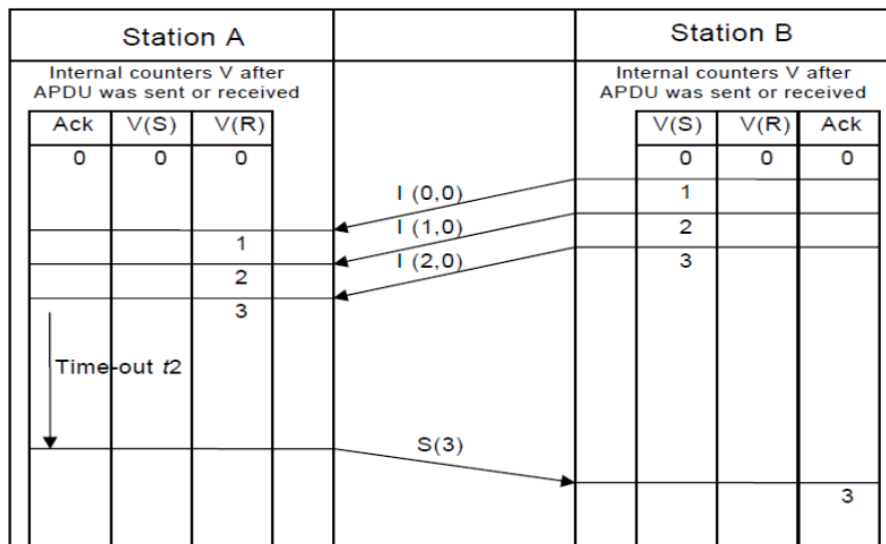 Station A
Station B
Internal counters V after
APDU was sent or received
Internal counters V after
APDU was sent or received
Ack V(S) V(R)
V(S) V(R) Ack
0 0 0
0 0 0
I (0,0)
1
I (1,0)
1
2
I (2,0)
2
3
3
Time-out t2
S(3)
3